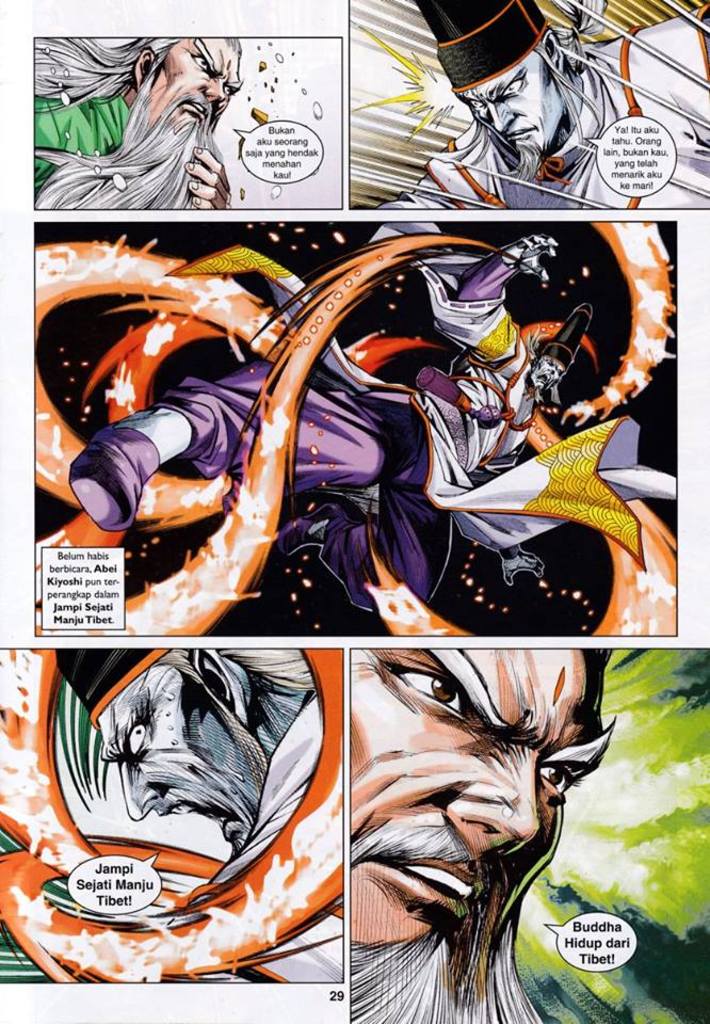 Bukan
aku seorang
saja yang hendak
menahan
kau!
Ya! Itu aku
tahu. Orang
lain, bukan kau,
yang telah
menarik aku
ke mari!
Belum habis
berbicara, Abei
Kiyoshi pun ter-
perangkap dalam
Jampi Sejati
Manju Tibet.
Jampi
Sejati Manju
Tibet!
Buddha
Hidup dari
Tibet!
29